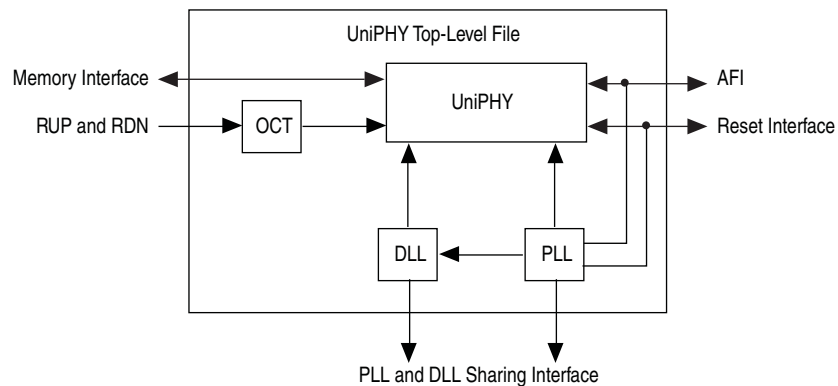 UniPHY Top-Level File
Memory Interface
UniPHY
AFI
RUP and RDN
OCT
Reset Interface
DLL
PLL
PLL and DLL Sharing Interface